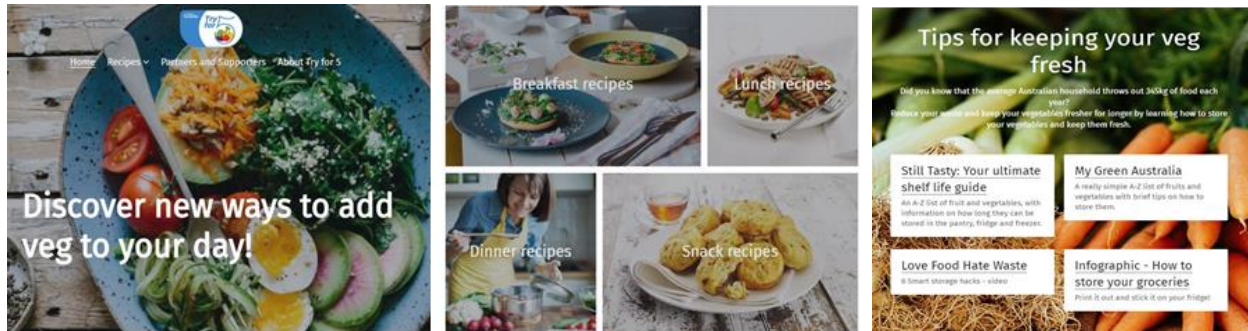 Try
for
5
Home Recipes Partners and Supporters About Try for 5
Discover new ways to add
veg to your day!
Breakfast recipes
Lunch recipes
Dinner recipes
Snack recipes
Tips for keeping your veg
fresh
Did you know that the average Australian household throws out 345kg of food each
year?
Reduce your waste and keep your vegetables fresher for longer by learning how to store
your vegetables and keep them fresh.
Still Tasty: Your ultimate
shelf life guide
An A-Z list of fruit and vegetables, with
information on how long they can be
stored in the pantry, fridge and freezer.
My Green Australia
A really simple A-Z list of fruits and
vegetables with brief tips on how to
store them.
Love Food Hate Waste
6 Smart storage hacks - video
Infographic - How to
store your groceries
Print it out and stick it on your fridge!